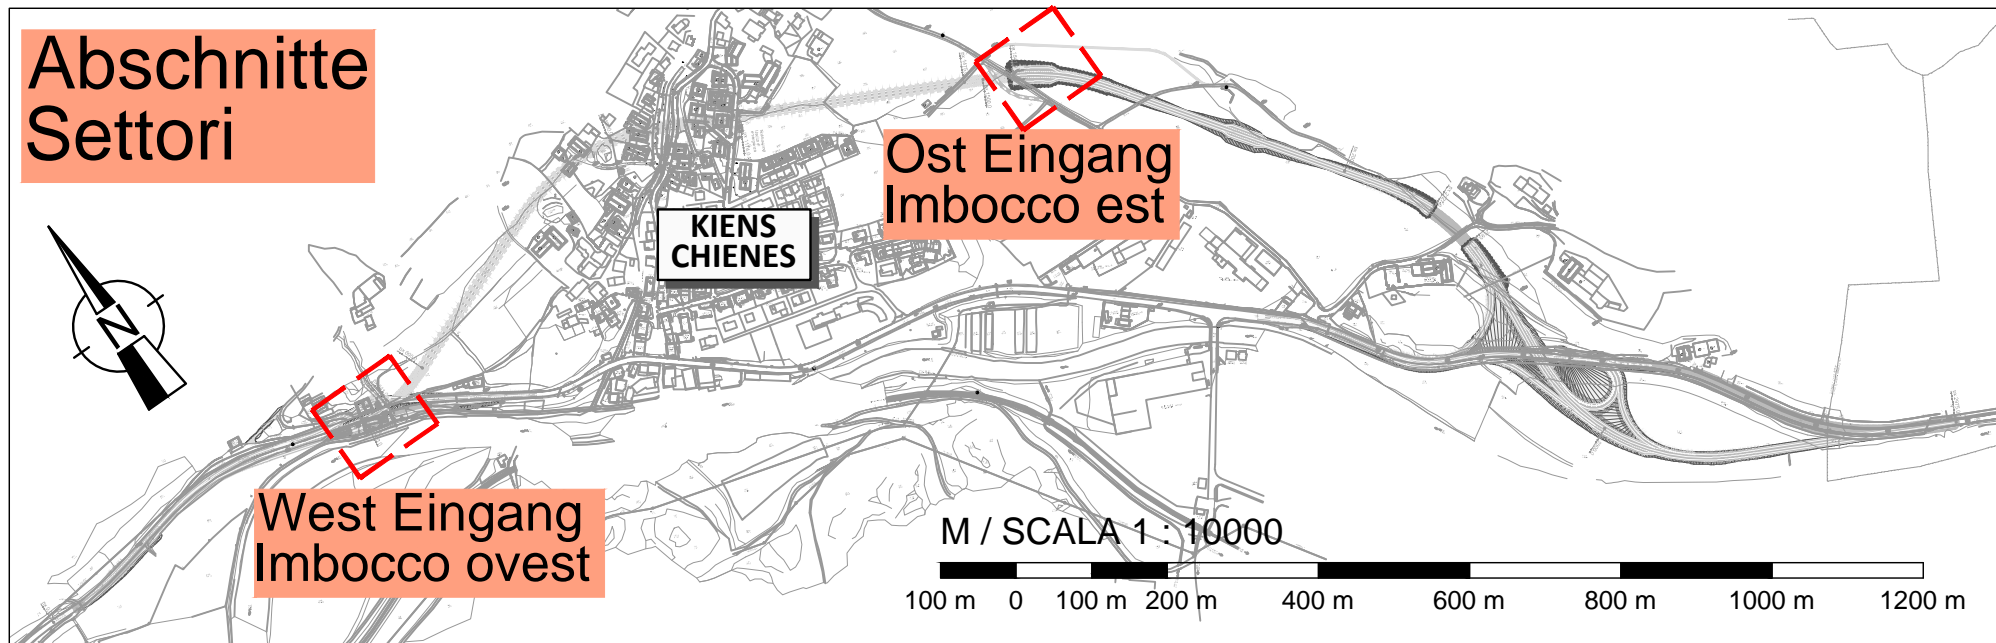 Abschnitte
Settori
Ost Eingang
Imbocco est
KIENS
CHIENES
N
West Eingang
Imbocco ovest
M / SCALA 1 : 10000
100 m 0 100 m 200 m 400 m 600 m 800 m 1000 m 1200 m